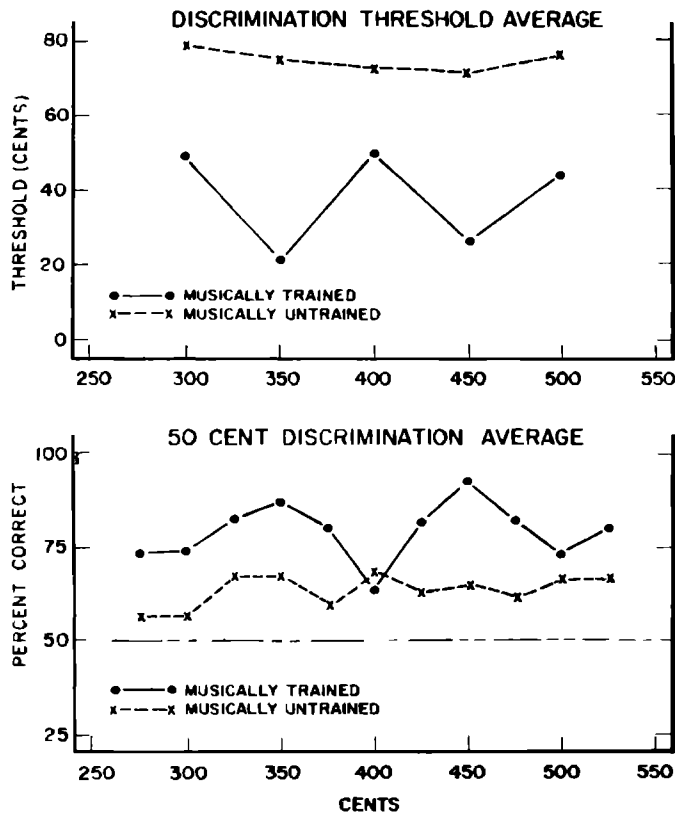 DISCRIMINATION THRESHOLD AVERAGE
THRESHOLD (CENTS)
80
60
40
20
0
MUSICALLY TRAINED
MUSICALLY UNTRAINED
250 300 350 400 450 500 550
50 CENT DISCRIMINATION AVERAGE
PERCENT CORRECT
100
75
50
25
MUSICALLY TRAINED
MUSICALLY UNTRAINED
250 300 350 400 450 500 550
CENTS